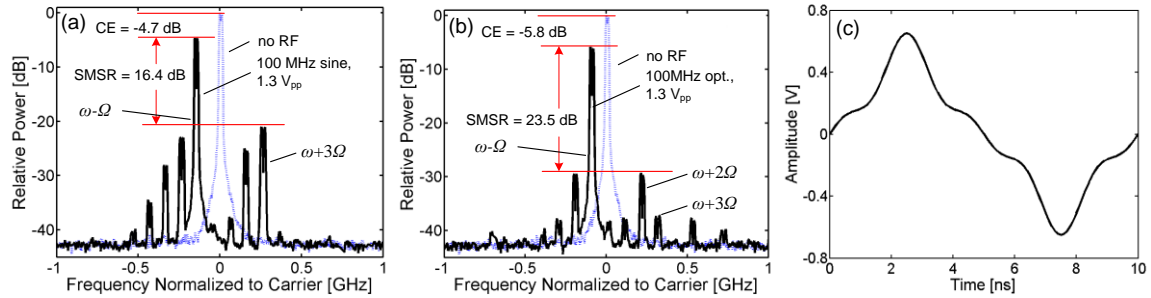 (a)
CE = -4.7 dB
no RF
100 MHz sine,
1.3 Vpp
SMSR = 16.4 dB
ω-Ω
ω+3Ω
0
-10
-20
-30
-40
Relative Power [dB]
-1
-0.5
0
0.5
1
Frequency Normalized to Carrier [GHz]
(b)
CE = -5.8 dB
no RF
100MHz opt.,
1.3 Vpp
SMSR = 23.5 dB
ω-Ω
ω+2Ω
ω+3Ω
0
-10
-20
-30
-40
Relative Power [dB]
-1
-0.5
0
0.5
1
Frequency Normalized to Carrier [GHz]
(c)
0.8
0.4
0
-0.4
-0.8
Amplitude [V]
0
2
4
6
8
10
Time [ns]